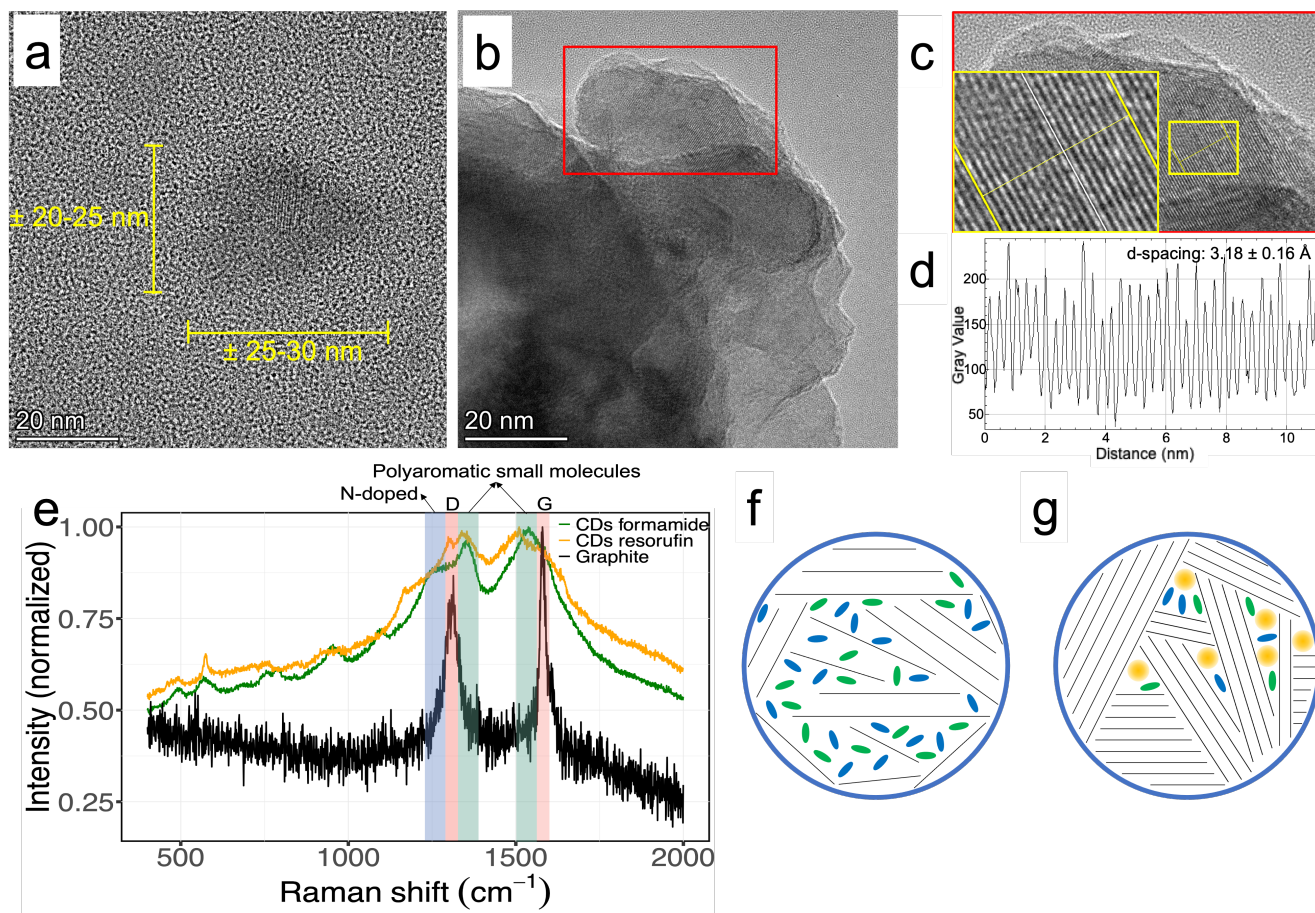 a
± 20-25 nm
± 25-30 nm
20 nm
b
20 nm
c
d
d-spacing: 3.18 ± 0.16 Å
200
150
100
50
Gray Value
0 2 4 6 8 10
Distance (nm)
e
Polyaromatic small molecules
N-doped
D
G
CDs formamide
CDs resorufin
Graphite
1.00
0.75
0.50
0.25
Intensity (normalized)
500 1000 1500 2000
Raman shift (cm⁻¹)
f
g